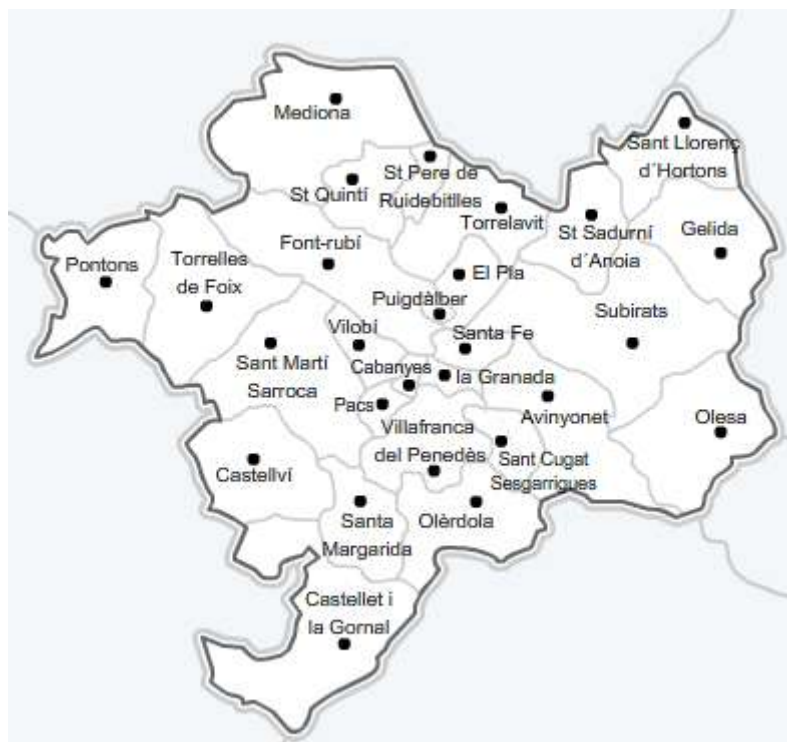 Mediona
Sant Llorenç
d´Hortons
St Pere de
Ruidebitlles
St Quintí
Torrelavit
St Sadurní
d´Anoia
Gelida
Font-rubí
Torrelles
de Foix
Pontons
El Pla
Puigdàlber
Subirats
Vilobí
Santa Fe
Sant Martí
Sarroca
Cabanyes
la Granada
Pacs
Avinyonet
Olesa
Villafranca
del Penedès
Sant Cugat
Sesgarrigues
Castellví
Santa
Margarida
Olèrdola
Castellet i
la Gornal